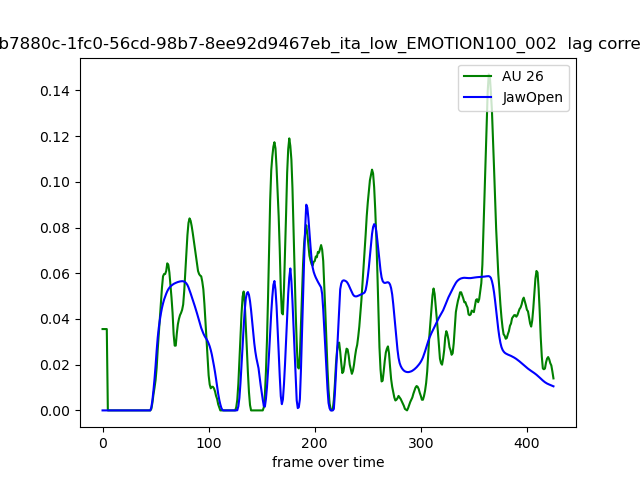 b7880c-1fc0-56cd-98b7-8ee92d9467eb_ita_low_EMOTION100_002 lag corre
AU 26
JawOpen
0.14
0.12
0.10
0.08
0.06
0.04
0.02
0.00
0 100 200 300 400
frame over time